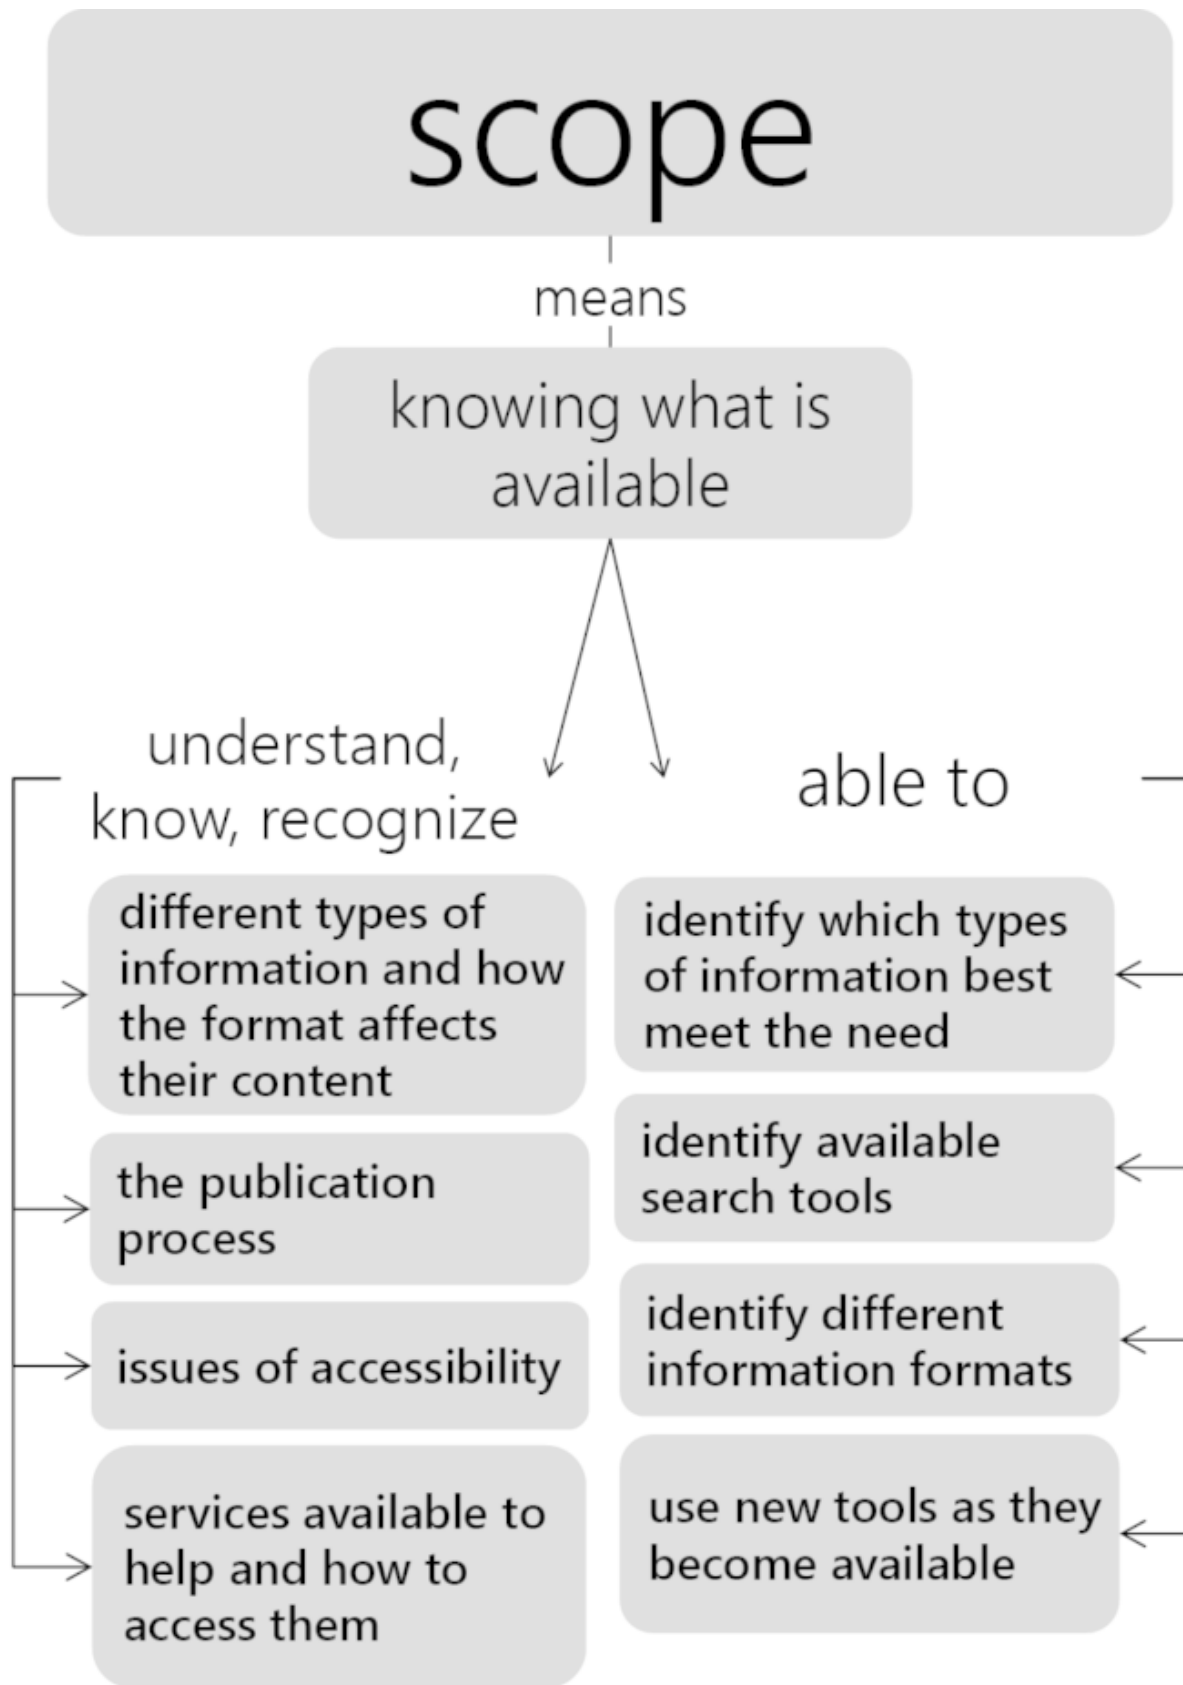 scope
means
knowing what is
available
understand,
know, recognize
different types of
information and how
the format affects
their content
the publication
process
issues of accessibility
services available to
help and how to
access them
able to
identify which types
of information best
meet the need
identify available
search tools
identify different
information formats
use new tools as they
become available